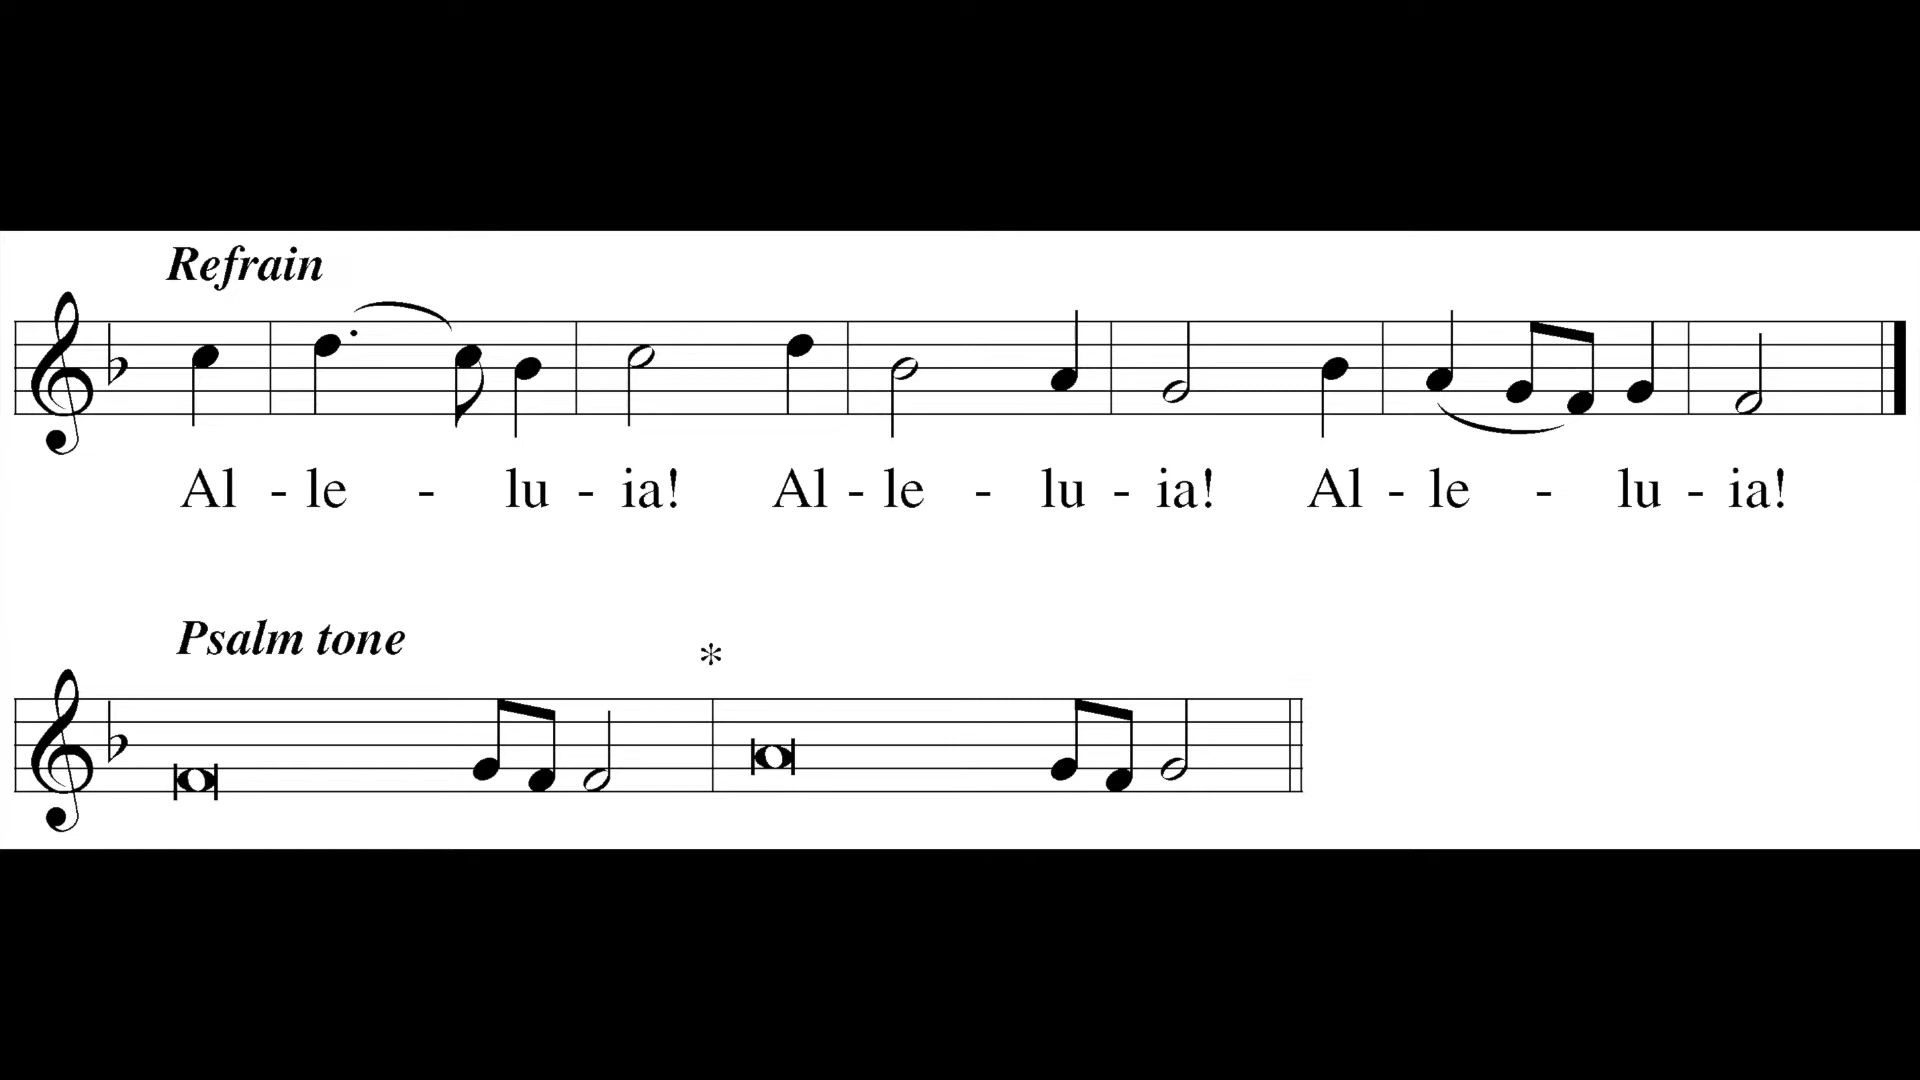 Refrain
Al - le - lu - ia! Al - le - lu - ia! Al - le - lu - ia!
Psalm tone
*